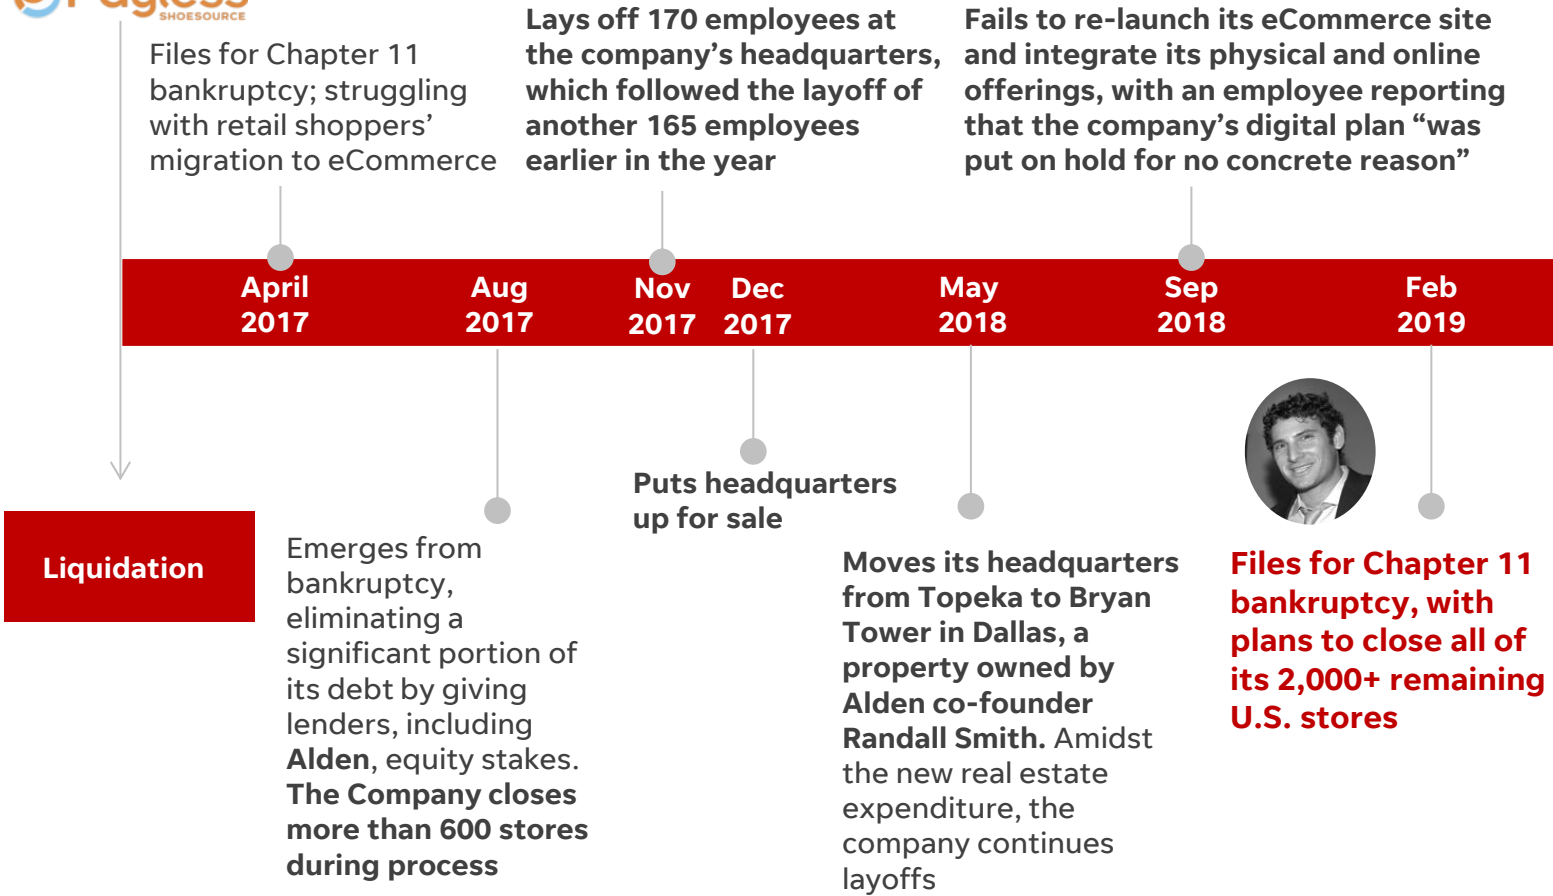 Payless
SHOESOURCE
Files for Chapter 11
bankruptcy; struggling
with retail shoppers’
migration to eCommerce
Lays off 170 employees at
the company’s headquarters,
which followed the layoff of
another 165 employees
earlier in the year
Fails to re-launch its eCommerce site
and integrate its physical and online
offerings, with an employee reporting
that the company’s digital plan “was
put on hold for no concrete reason”
April
2017
Aug
2017
Nov
2017
Dec
2017
May
2018
Sep
2018
Feb
2019
Liquidation
Emerges from
bankruptcy,
eliminating a
significant portion of
its debt by giving
lenders, including
Alden, equity stakes.
The Company closes
more than 600 stores
during process
Puts headquarters
up for sale
Moves its headquarters
from Topeka to Bryan
Tower in Dallas, a
property owned by
Alden co-founder
Randall Smith. Amidst
the new real estate
expenditure, the
company continues
layoffs
Files for Chapter 11
bankruptcy, with
plans to close all of
its 2,000+ remaining
U.S. stores